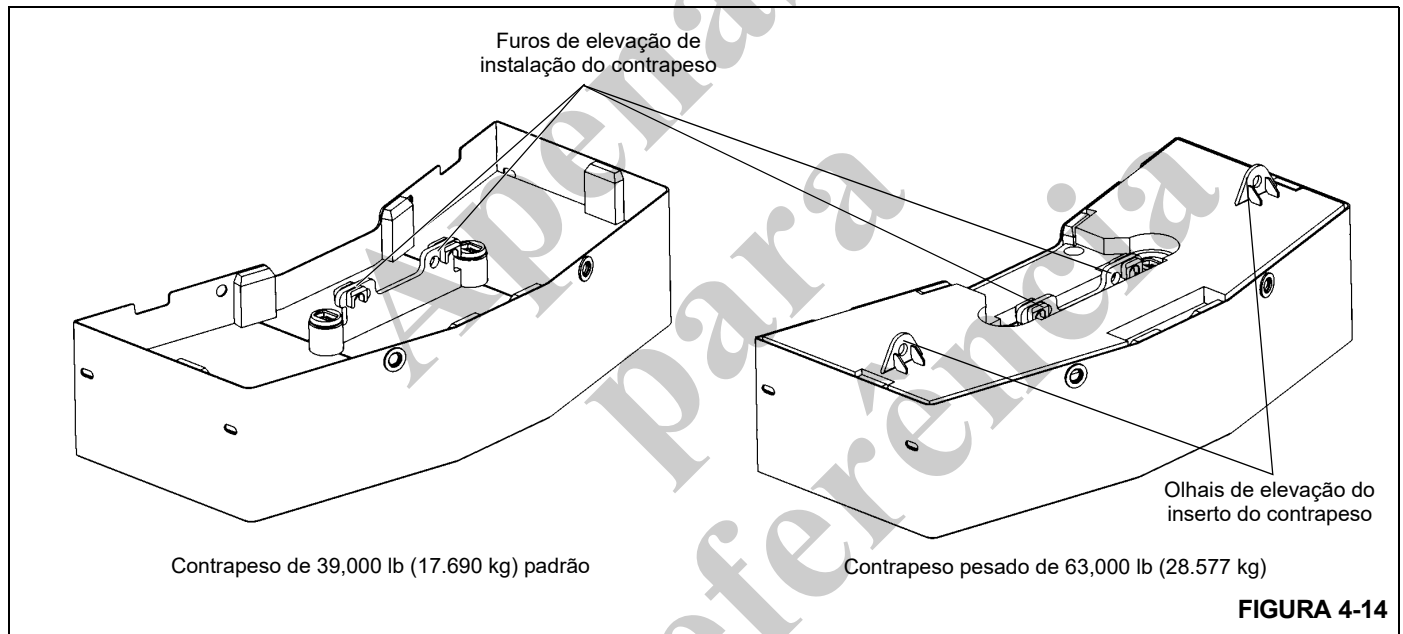 Furos de elevação de
instalação do contrapeso
Olhais de elevação do
inserto do contrapeso
Contrapeso de 39,000 lb (17.690 kg) padrão
Contrapeso pesado de 63,000 lb (28.577 kg)
FIGURA 4-14
Apenas
para
referência